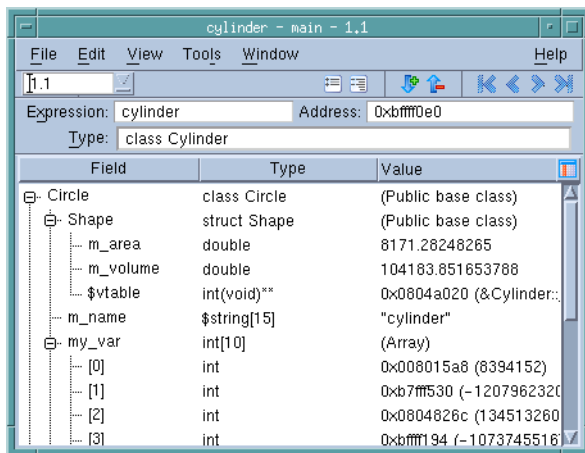 cylinder - main - 1.1
File Edit View Tools Window Help
1.1
Expression: cylinder Address: 0xbffff0e0
Type: class Cylinder
Field Type Value
Circle class Circle (Public base class)
Shape struct Shape (Public base class)
m_area double 8171.28248265
m_volume double 104183.851653788
$vtable int(void)** 0x0804a020 (&Cylinder::
m_name $string[15] "cylinder"
my_var int[10] (Array)
[0] int 0x008015a8 (8394152)
[1] int 0xb7fff530 (-1207962320
[2] int 0x0804826c (134513260
[3] int 0xbffff194 (-1073745516